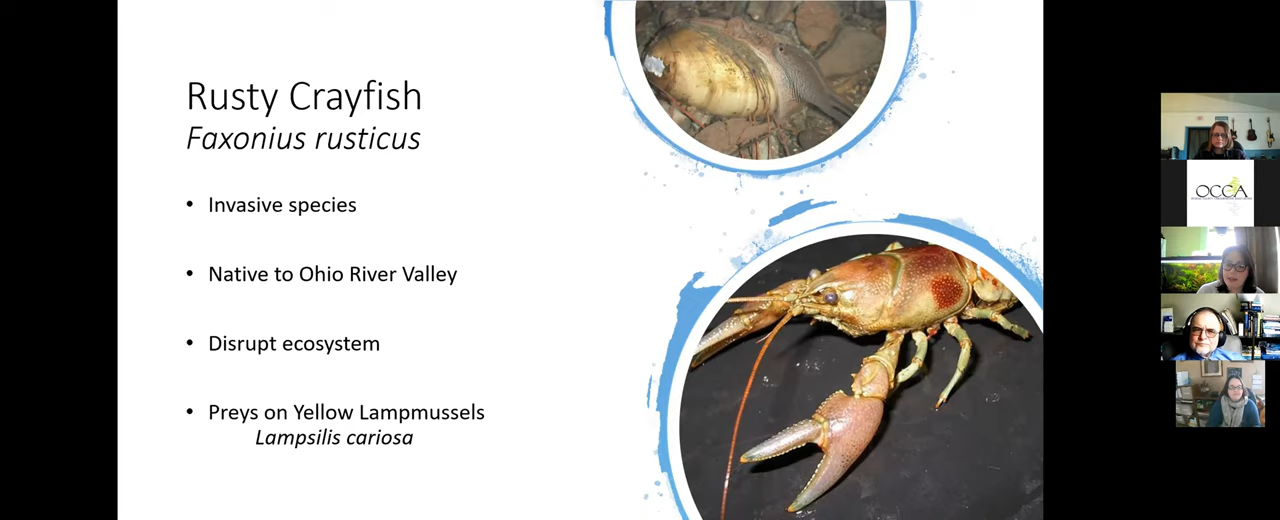 Rusty Crayfish
Faxonius rusticus
• Invasive species
• Native to Ohio River Valley
• Disrupt ecosystem
• Preys on Yellow Lampmussels
Lampsilis cariosa
OCCA